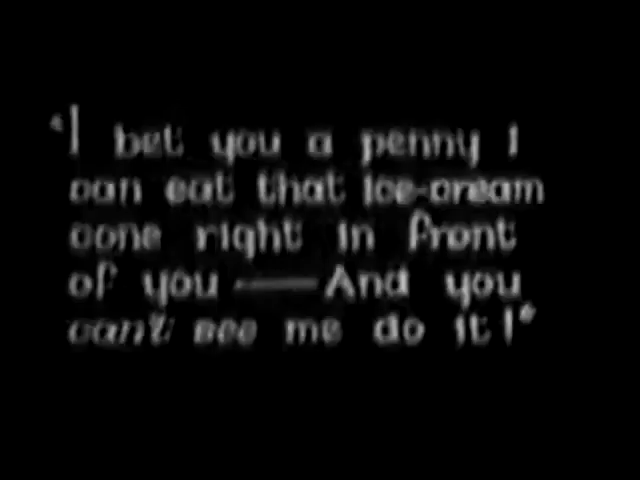 "I bet you a penny I
can eat that ice-cream
cone right in front
of you — And you
can't see me do it!"